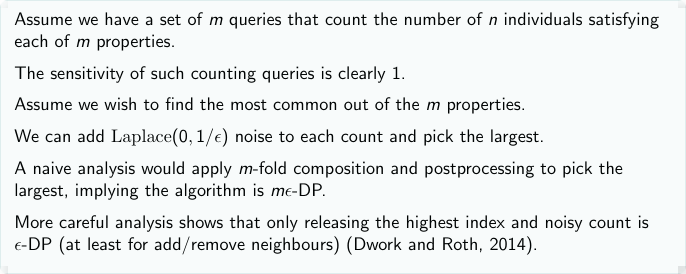 Assume we have a set of m queries that count the number of n individuals satisfying
each of m properties.
The sensitivity of such counting queries is clearly 1.
Assume we wish to find the most common out of the m properties.
We can add Laplace(0, 1/ϵ) noise to each count and pick the largest.
A naive analysis would apply m-fold composition and postprocessing to pick the
largest, implying the algorithm is mϵ-DP.
More careful analysis shows that only releasing the highest index and noisy count is
ϵ-DP (at least for add/remove neighbours) (Dwork and Roth, 2014).